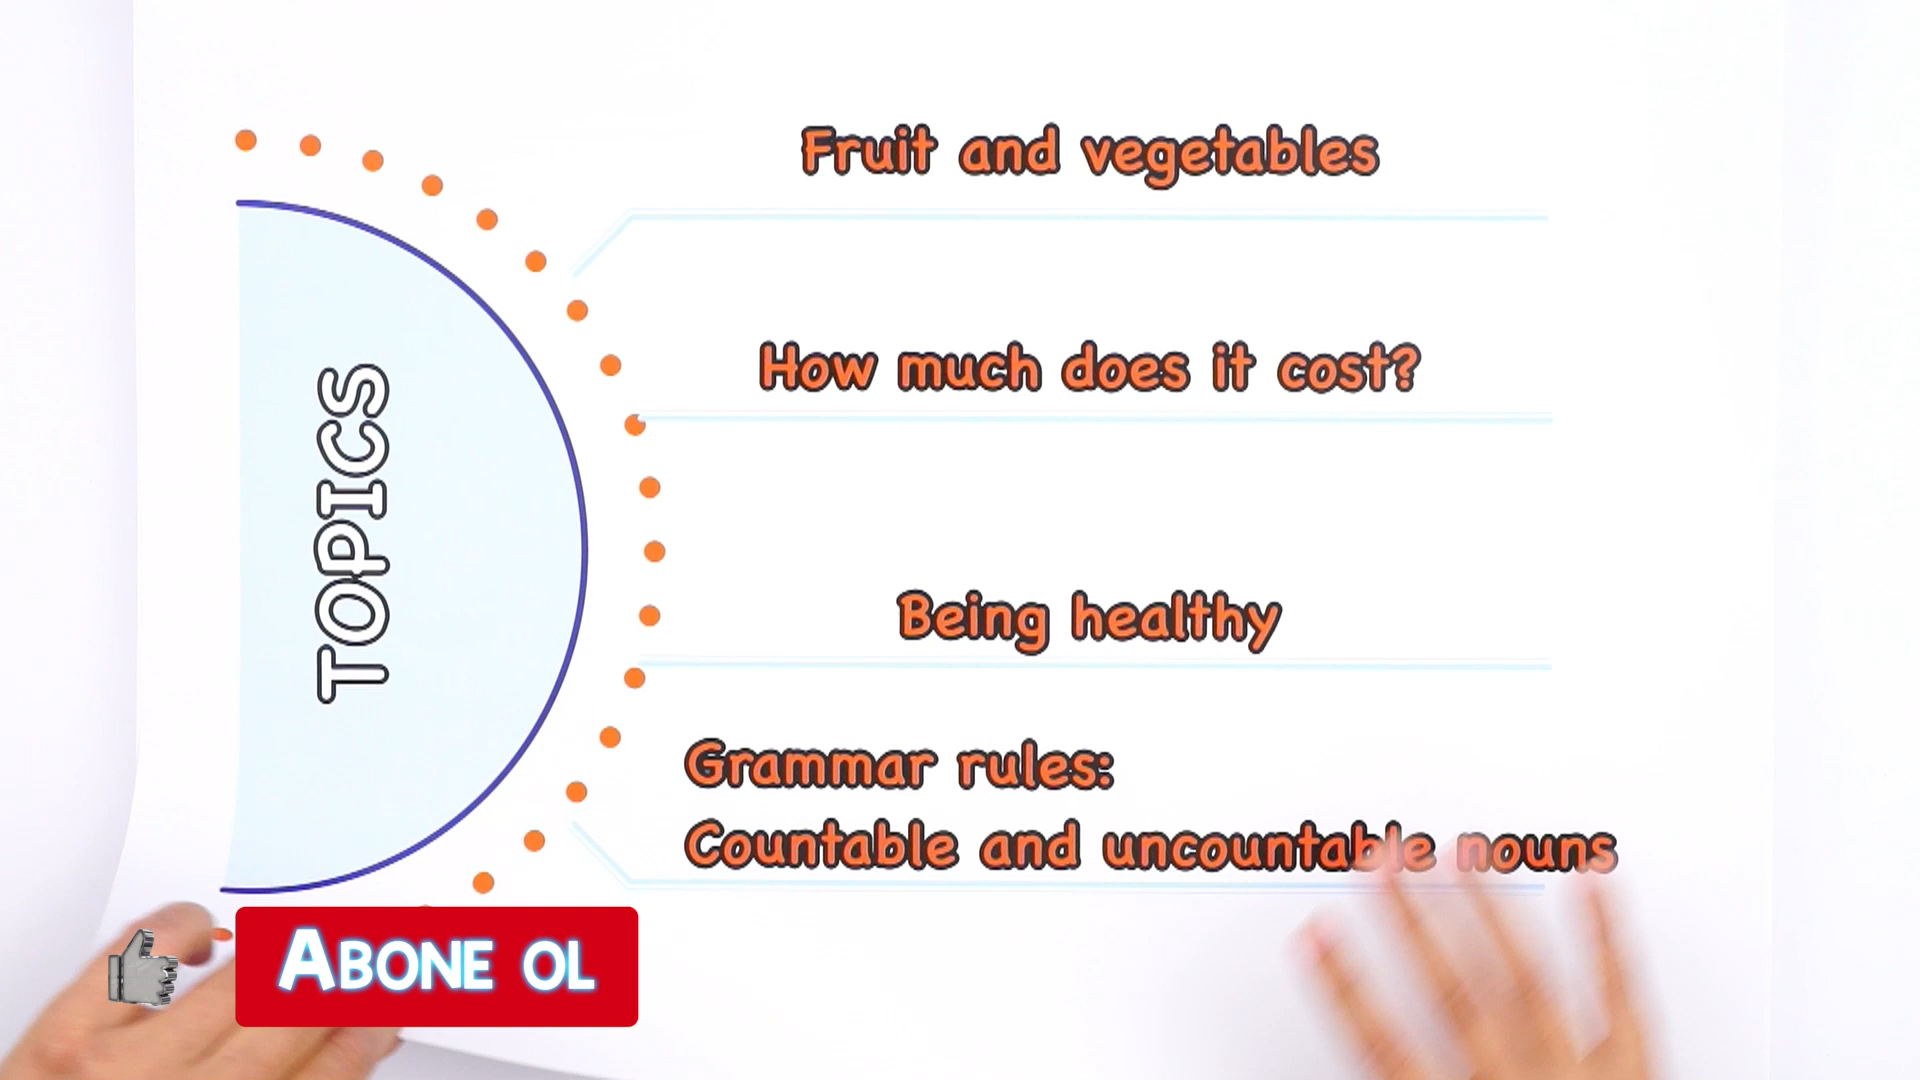 Fruit and vegetables
How much does it cost?
TOPICS
Being healthy
Grammar rules:
Countable and uncountable nouns
ABONE OL